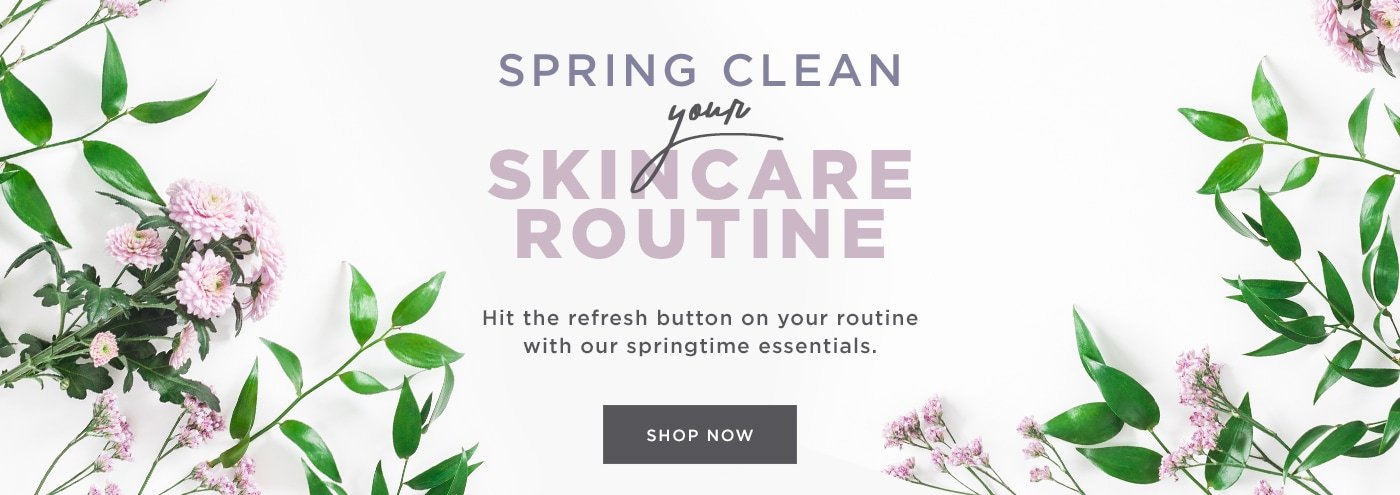 SPRING CLEAN
your
SKINCARE
ROUTINE
Hit the refresh button on your routine
with our springtime essentials.
SHOP NOW